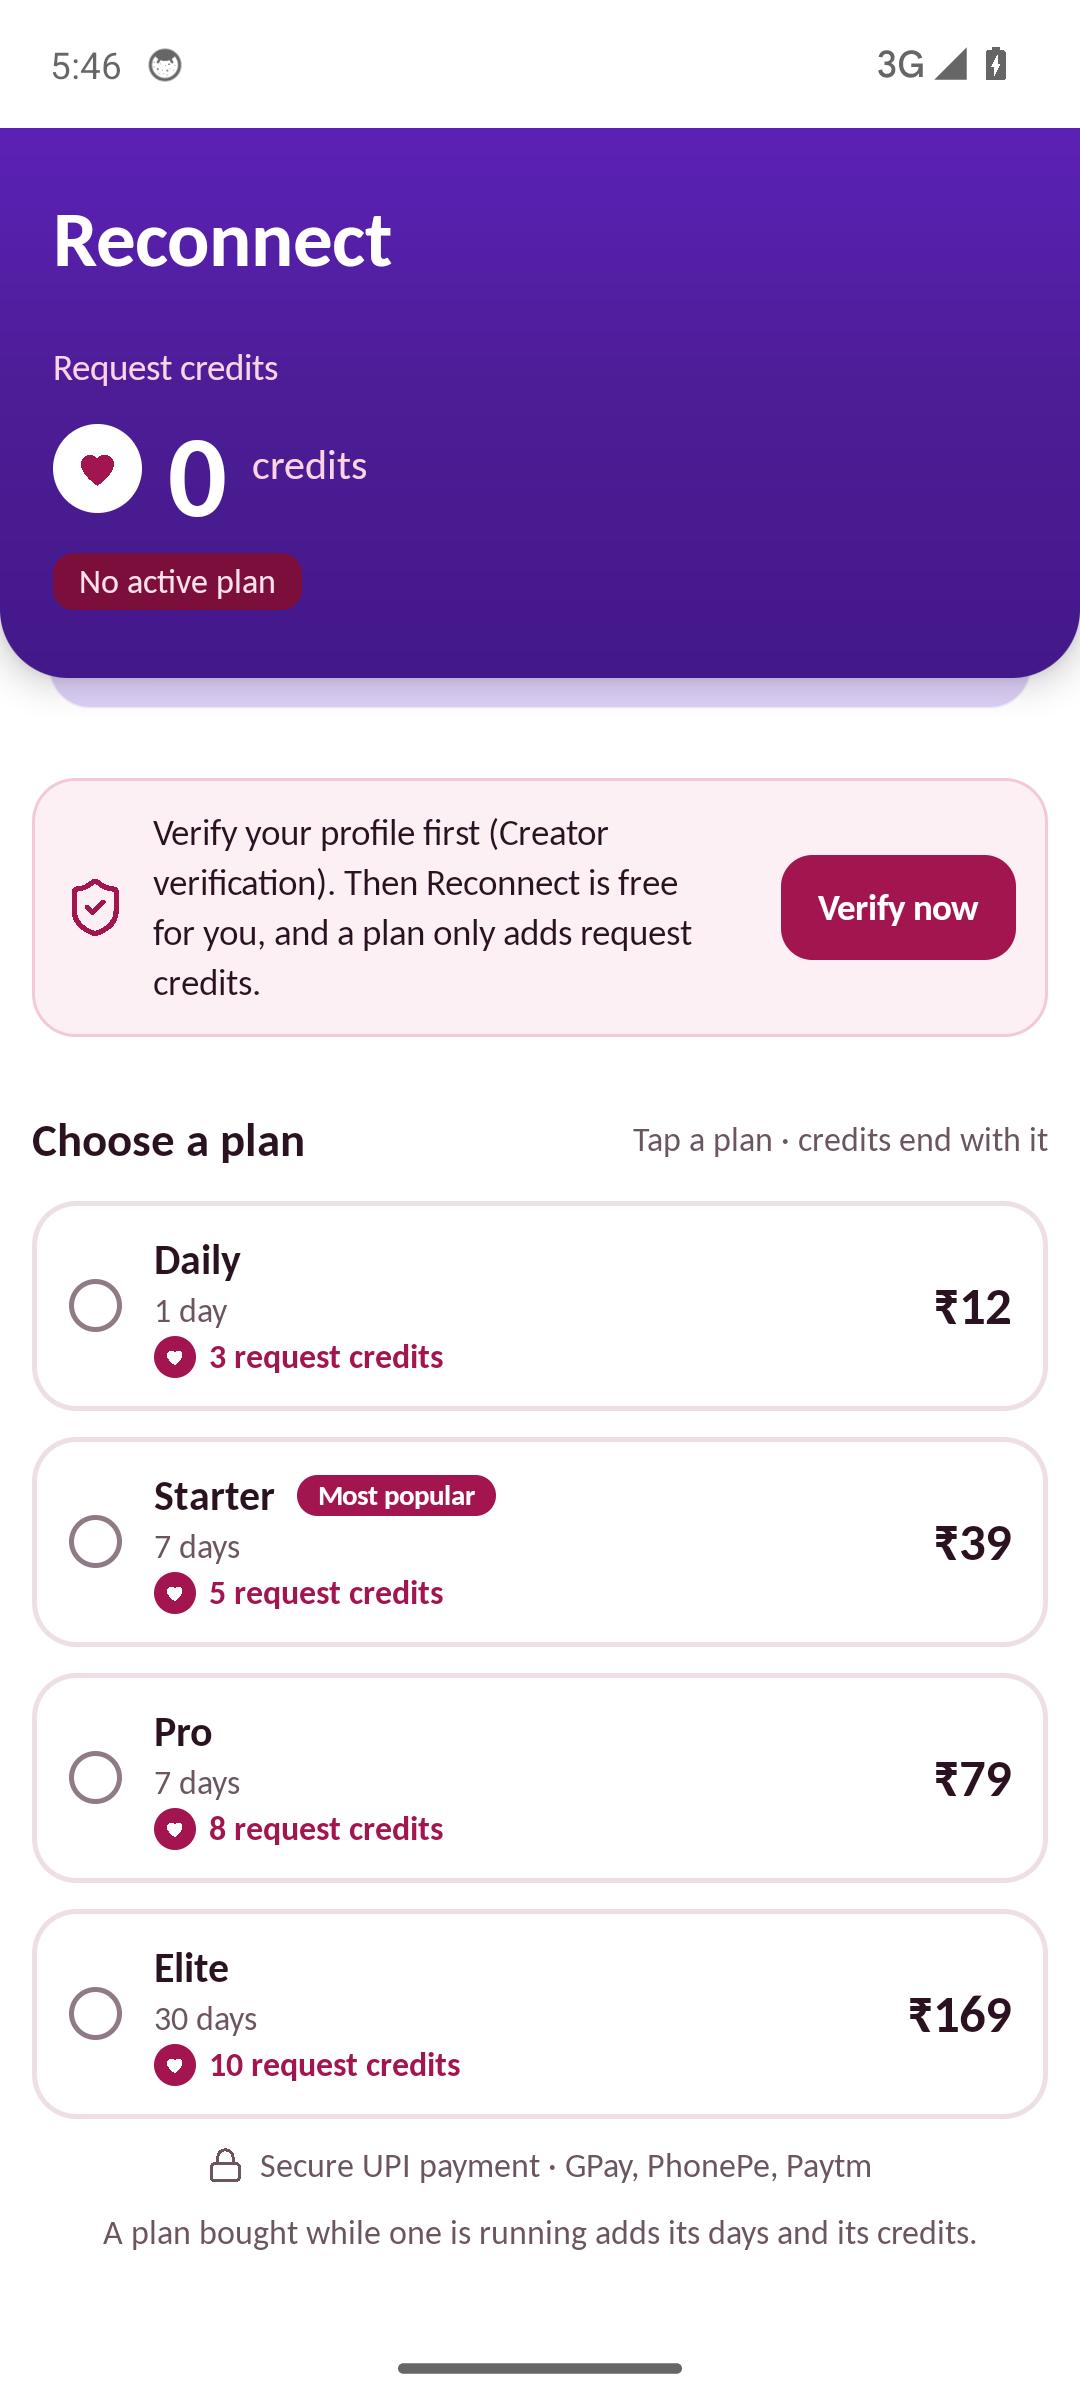 5:46
3G
Reconnect
Request credits
0 credits
No active plan
Verify your profile first (Creator
verification). Then Reconnect is free
for you, and a plan only adds request
credits.
Verify now
Choose a plan
Tap a plan · credits end with it
Daily
1 day
3 request credits
₹12
Starter
Most popular
7 days
5 request credits
₹39
Pro
7 days
8 request credits
₹79
Elite
30 days
10 request credits
₹169
Secure UPI payment · GPay, PhonePe, Paytm
A plan bought while one is running adds its days and its credits.